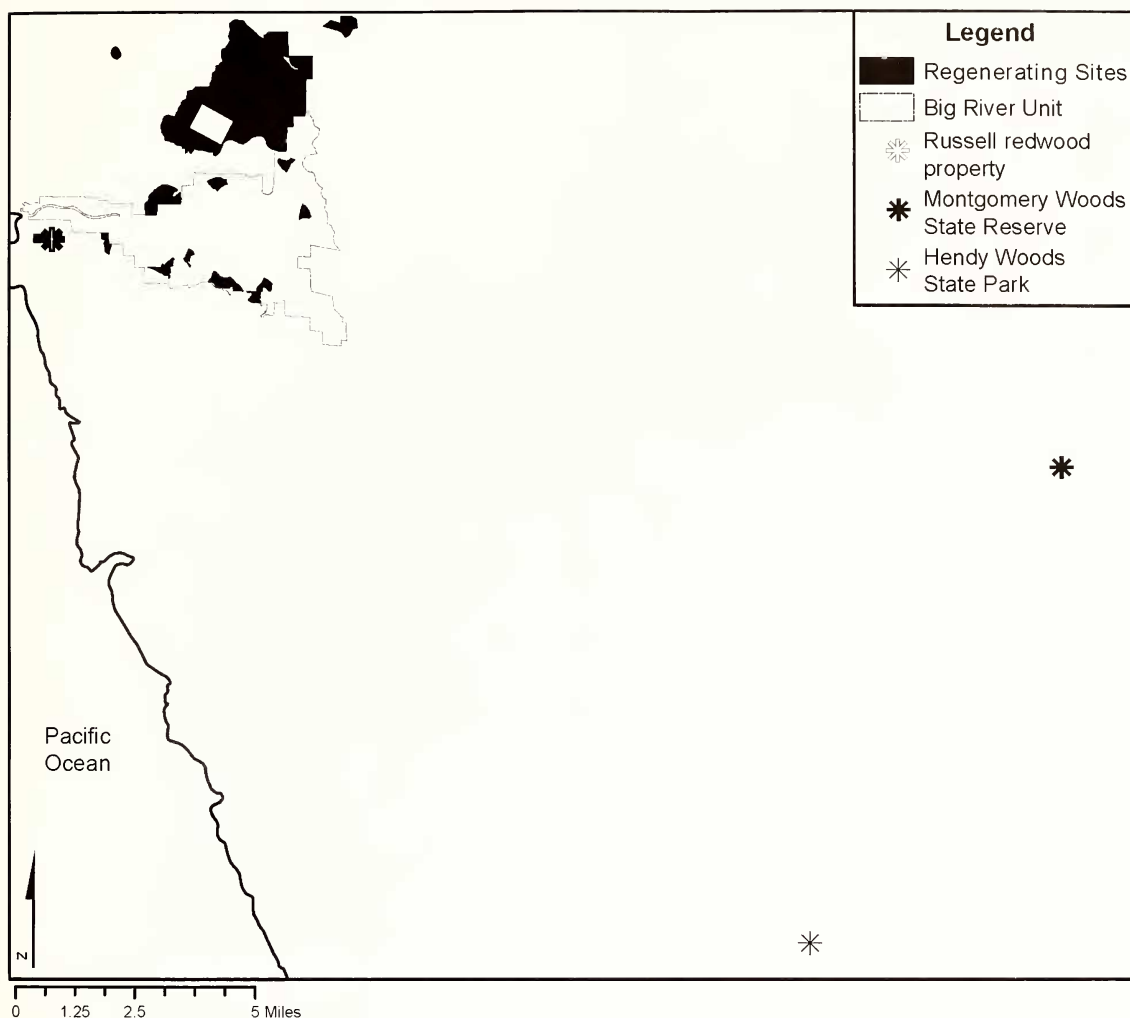 Legend
Regenerating Sites
Big River Unit
Russell redwood
property
Montgomery Woods
State Reserve
Hendy Woods
State Park
Pacific
Ocean
N
0 1.25 2.5 5 Miles